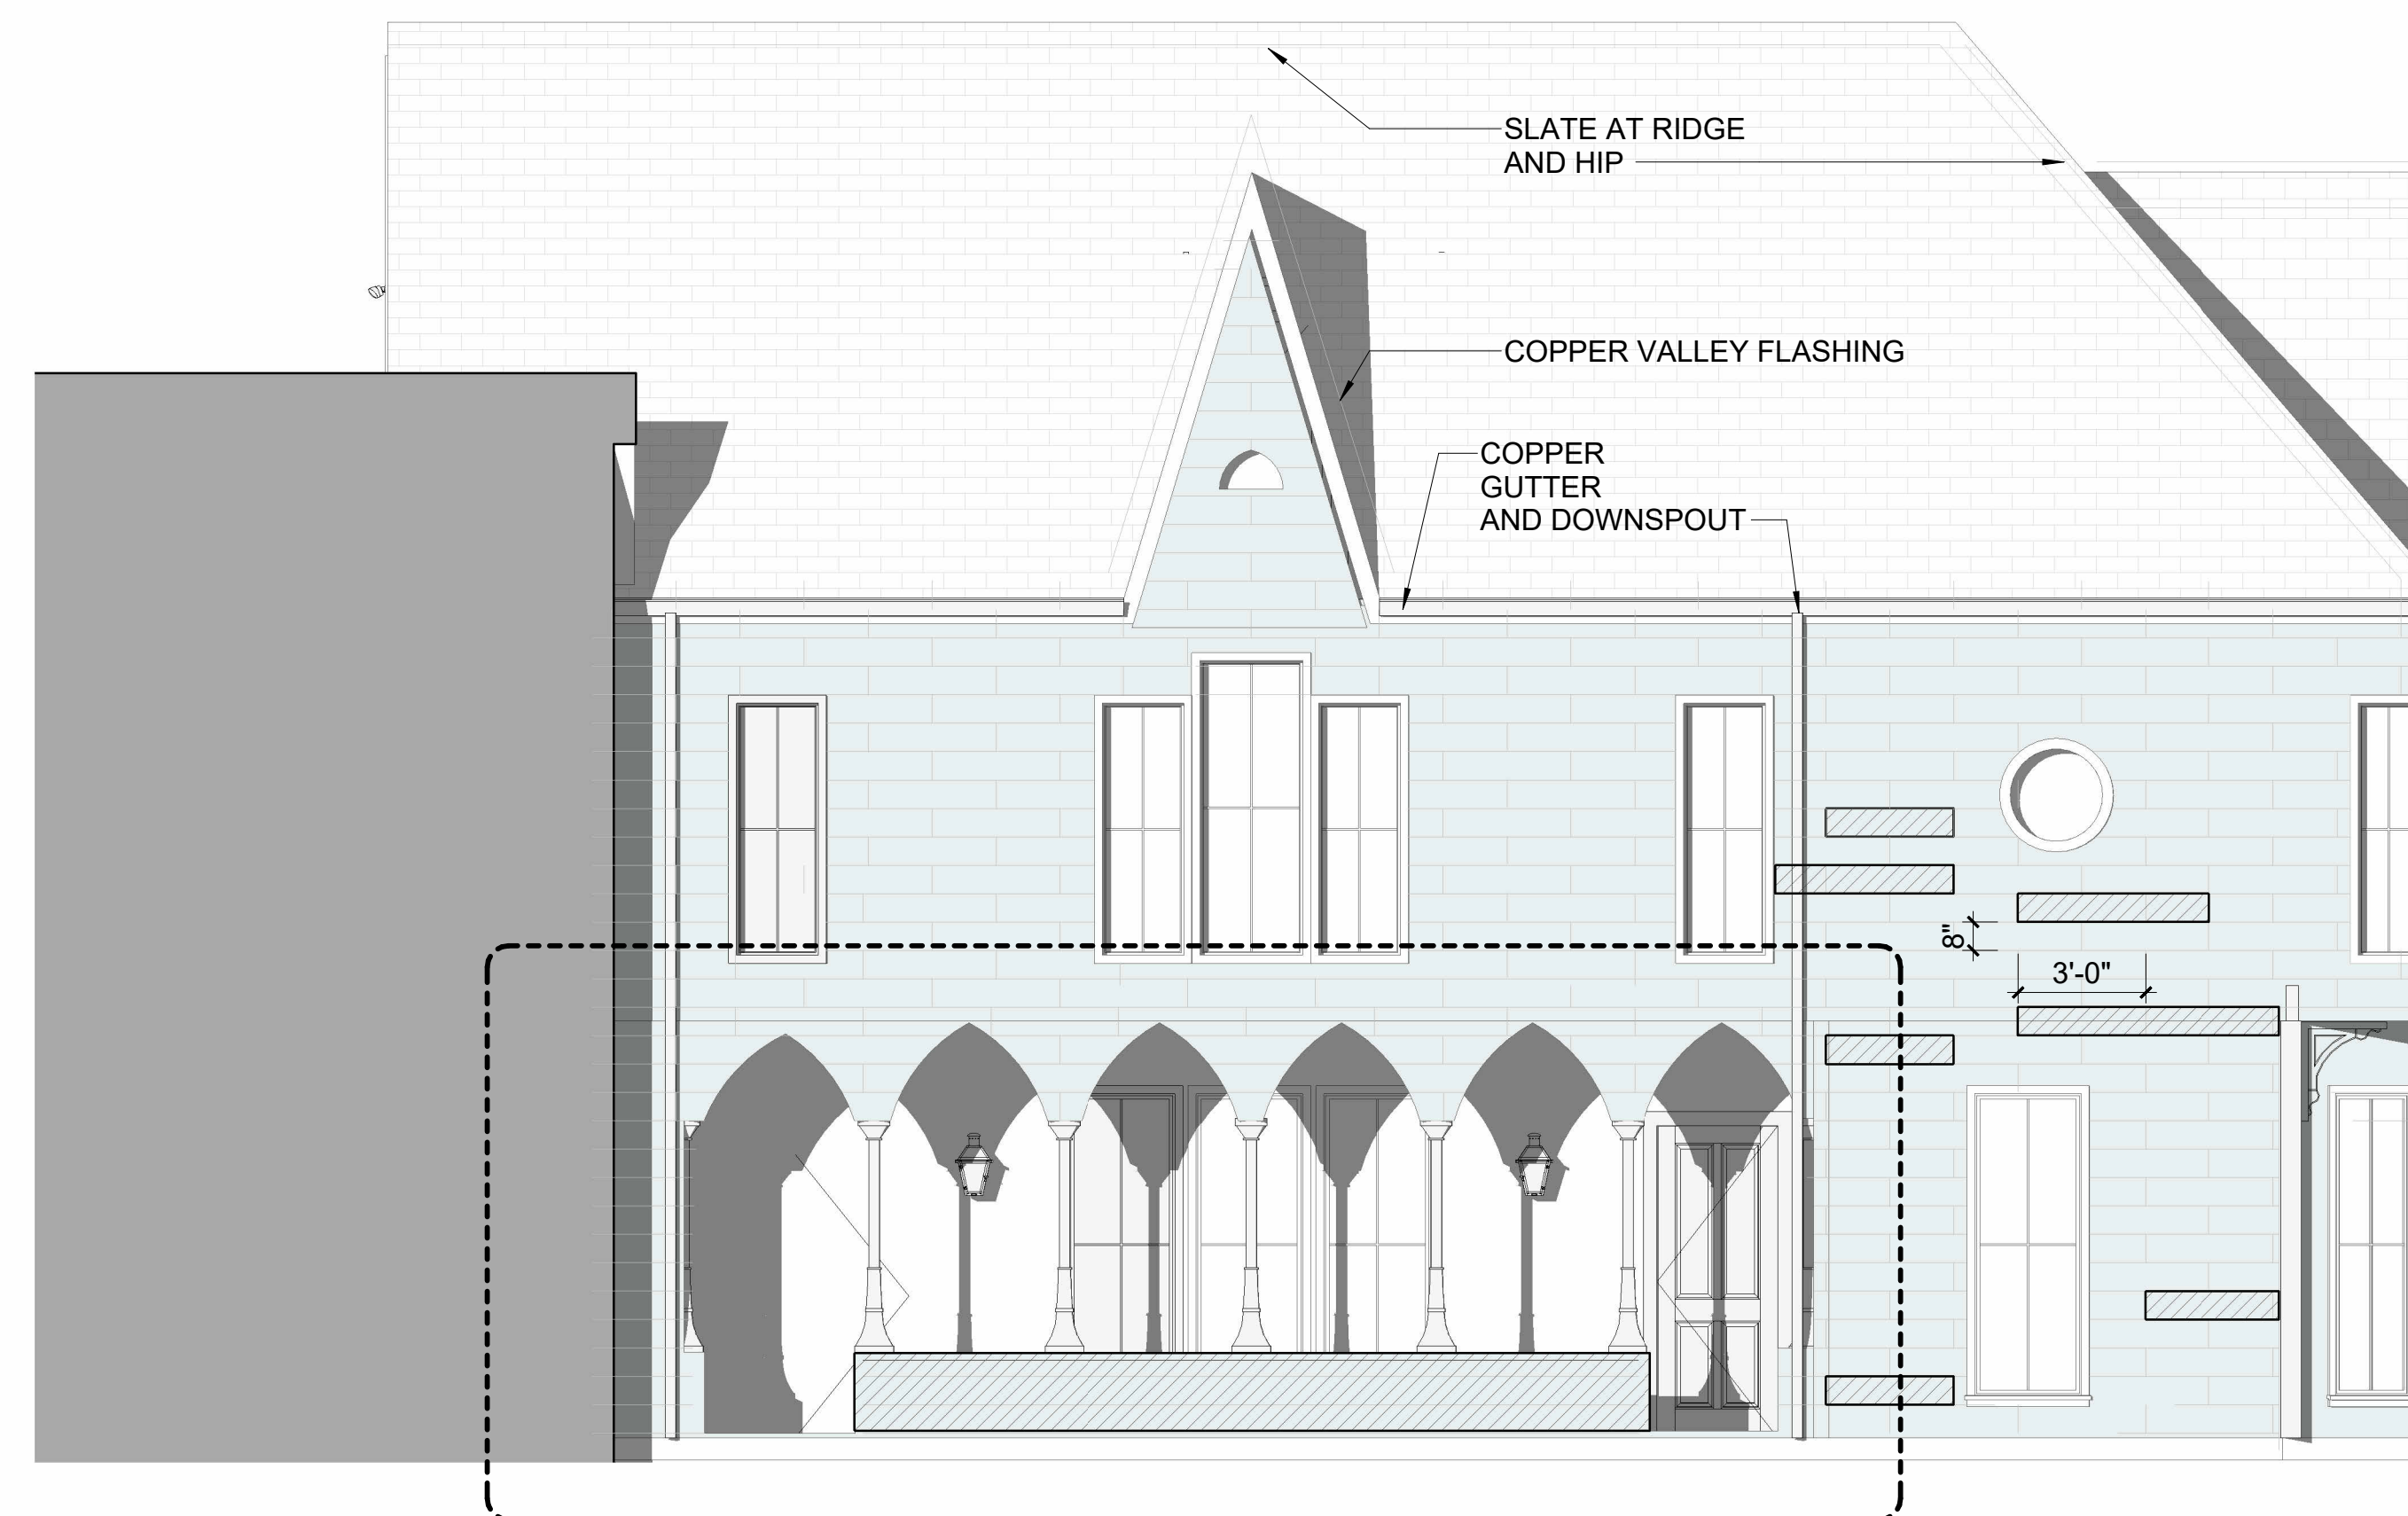 SLATE AT RIDGE
AND HIP
COPPER VALLEY FLASHING
COPPER
GUTTER
AND DOWNSPOUT
8"
3'-0"